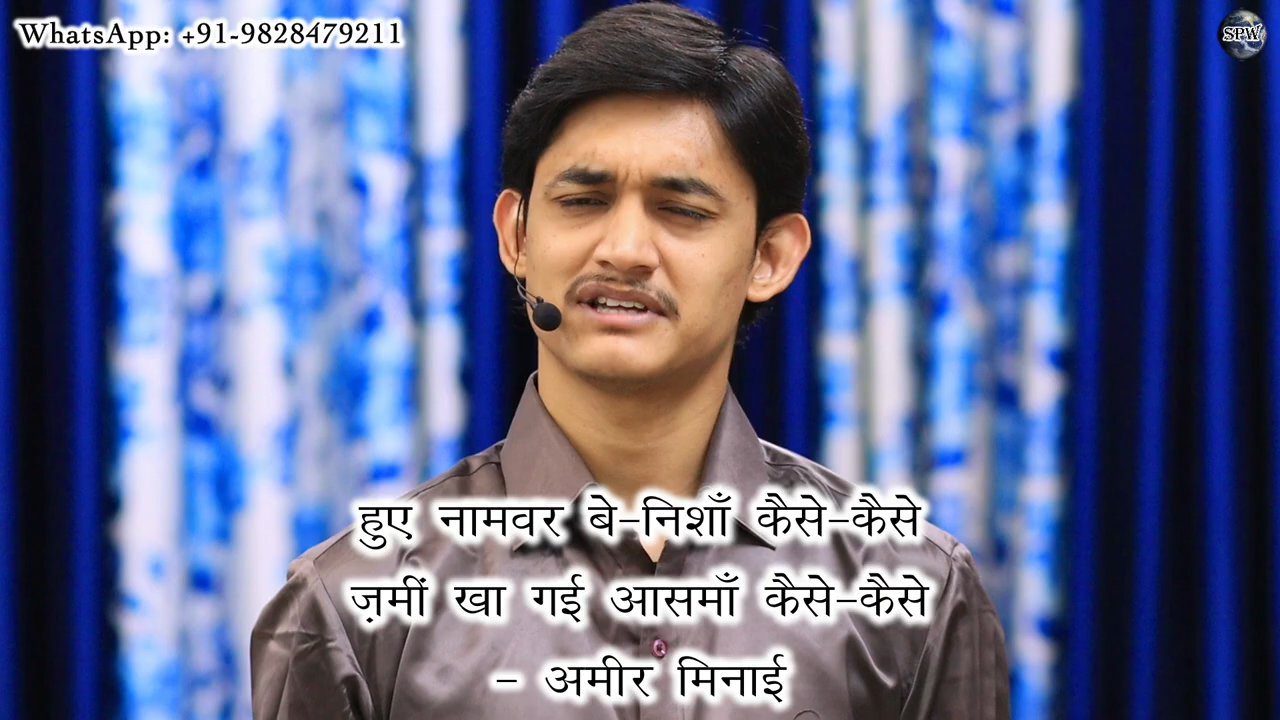 WhatsApp: +91-9828479211
SPW
हुए नामवर बे-निशाँ कैसे-कैसे
ज़मीं खा गई आसमाँ कैसे-कैसे
- अमीर मिनाई